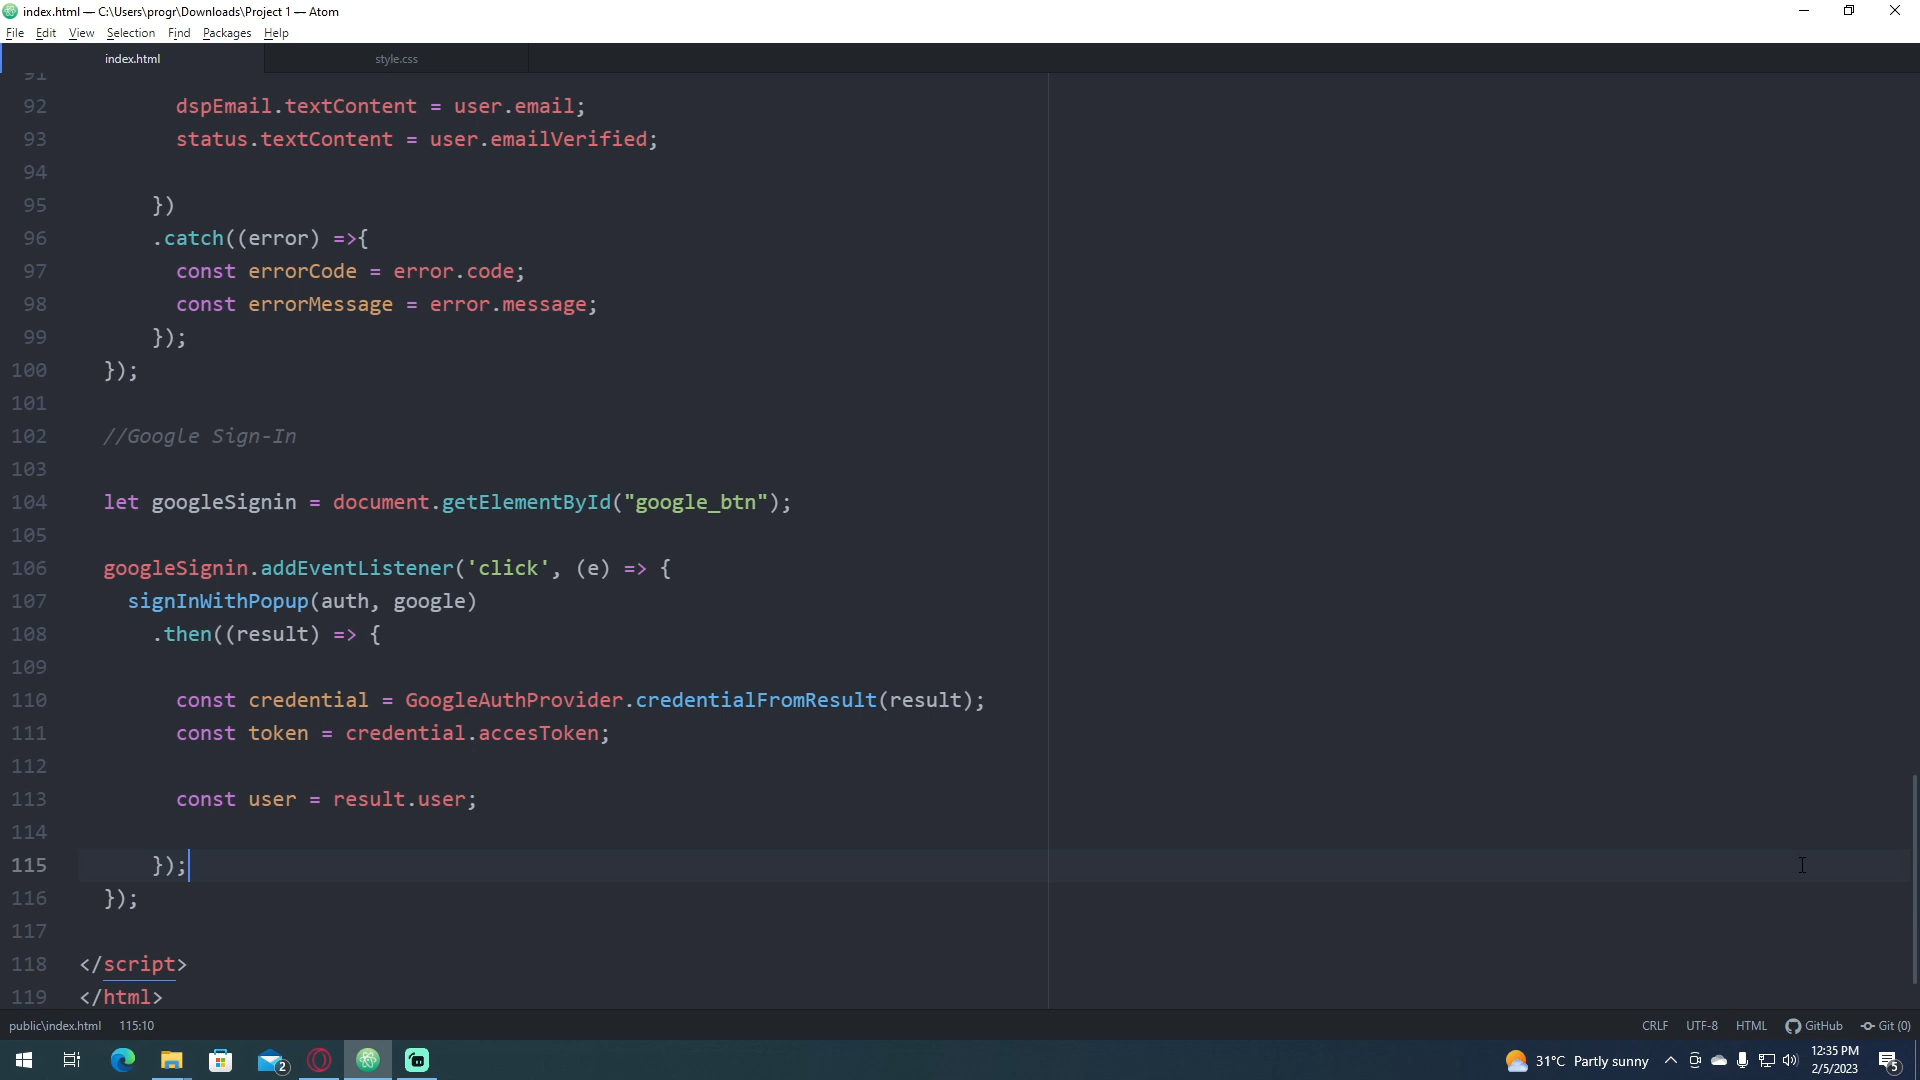 index.html — C:\Users\progr\Downloads\Project 1 — Atom
File Edit View Selection Find Packages Help
index.html style.css
91
92 dspEmail.textContent = user.email;
93 status.textContent = user.emailVerified;
94
95 })
96 .catch((error) =>{
97 const errorCode = error.code;
98 const errorMessage = error.message;
99 });
100 });
101
102 //Google Sign-In
103
104 let googleSignin = document.getElementById("google_btn");
105
106 googleSignin.addEventListener('click', (e) => {
107 signInWithPopup(auth, google)
108 .then((result) => {
109
110 const credential = GoogleAuthProvider.credentialFromResult(result);
111 const token = credential.accesToken;
112
113 const user = result.user;
114
115 });
116 });
117
118 </script>
119 </html>
public\index.html 115:10 CRLF UTF-8 HTML GitHub Git (0)
2 31°C Partly sunny 12:35 PM
2/5/2023 5